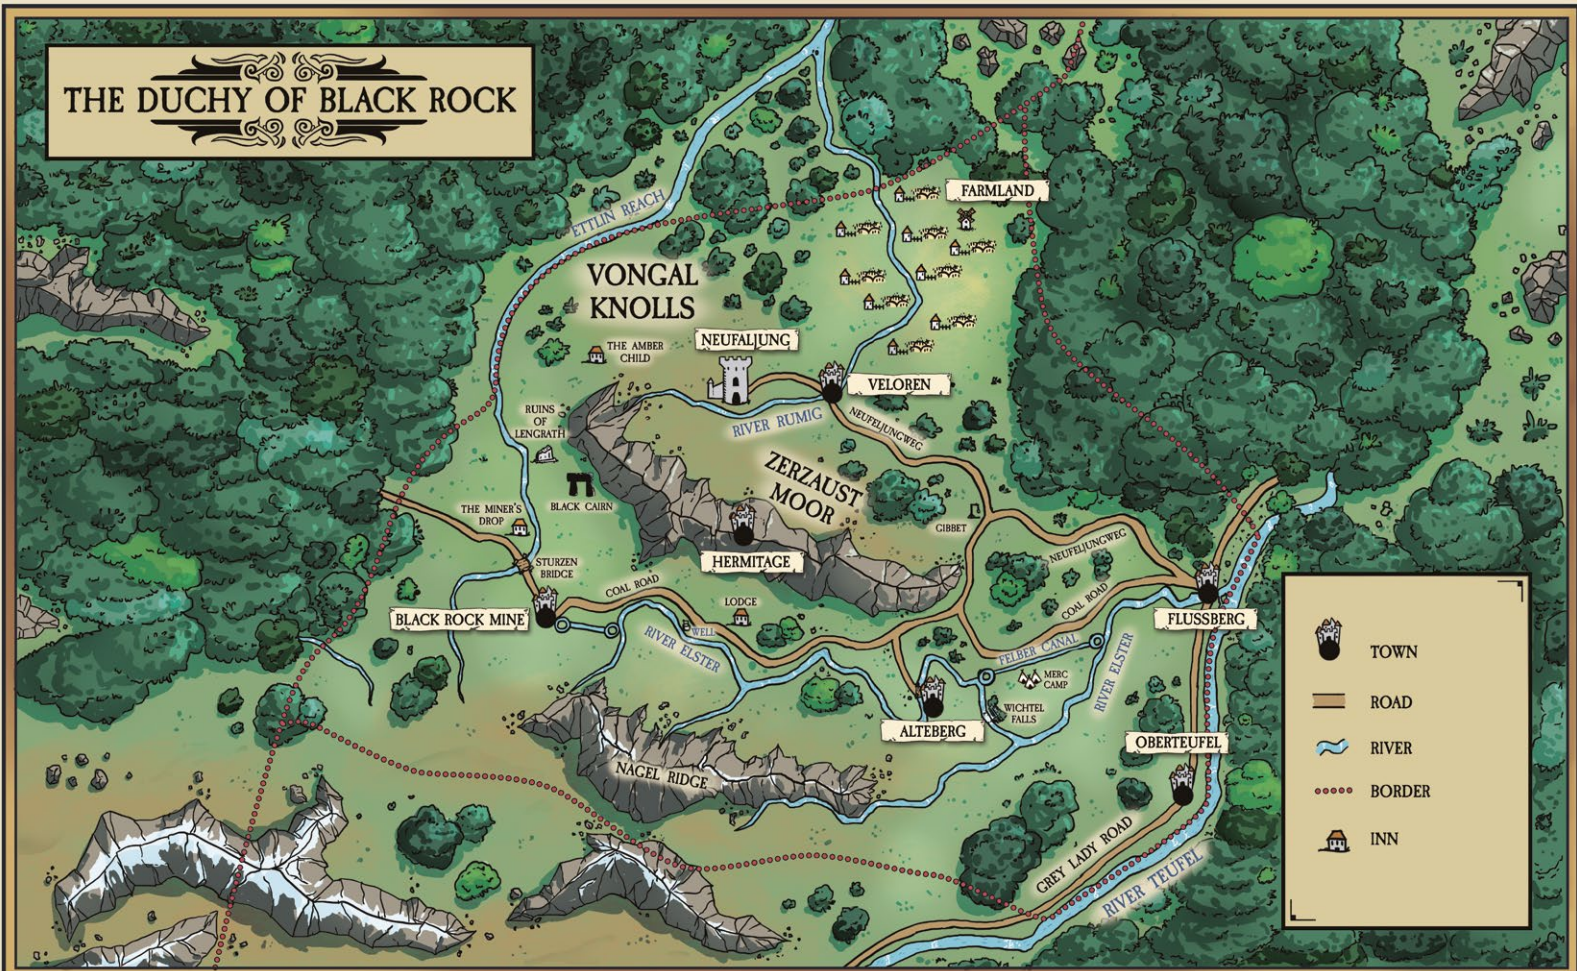 THE DUCHY OF BLACK ROCK
ETTLIN REACH
FARMLAND
VONGAL
KNOLLS
THE AMBER
CHILD
NEUFALJUNG
VELOREN
RIVER RUMIG
NEUFELJUNGWEG
RUINS
OF
LENGRATH
ZERZAUST
MOOR
BLACK CAIRN
THE MINER'S
DROP
GIBBET
STURZEN
BRIDGE
HERMITAGE
NEUFELJUNGWEG
COAL ROAD
COAL ROAD
LODGE
BLACK ROCK MINE
FLUSSBERG
WELL
RIVER ELSTER
FELBER CANAL
RIVER ELSTER
MERC
CAMP
WICHTEL
FALLS
ALTEBERG
OBERTEUFEL
NAGEL RIDGE
GREY LADY ROAD
RIVER TEUFEL
TOWN
ROAD
RIVER
BORDER
INN